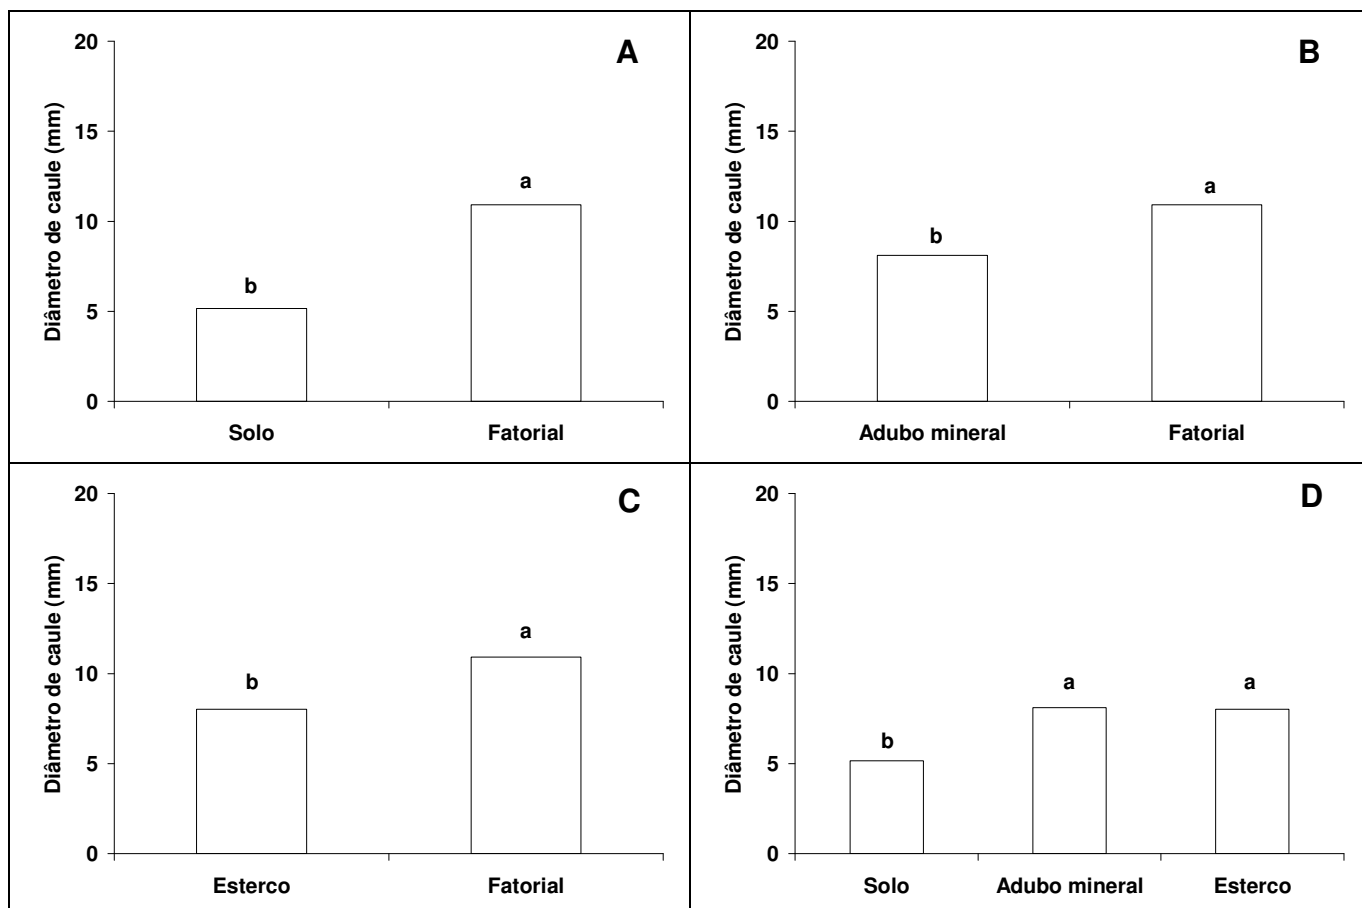 A
Diâmetro de caule (mm)
20
15
10
5
0
b
a
Solo Fatorial
B
Diâmetro de caule (mm)
20
15
10
5
0
b
a
Adubo mineral Fatorial
C
Diâmetro de caule (mm)
20
15
10
5
0
b
a
Esterco Fatorial
D
Diâmetro de caule (mm)
20
15
10
5
0
b
a
a
Solo Adubo mineral Esterco